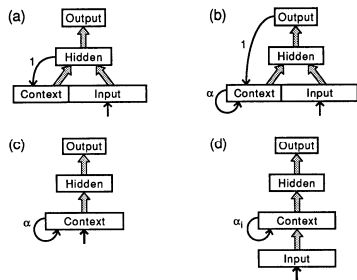 (a)
Output
1
Hidden
Context Input
(b)
Output
1
Hidden
α
Context Input
(c)
Output
Hidden
α
Context
(d)
Output
Hidden
αi
Context
Input